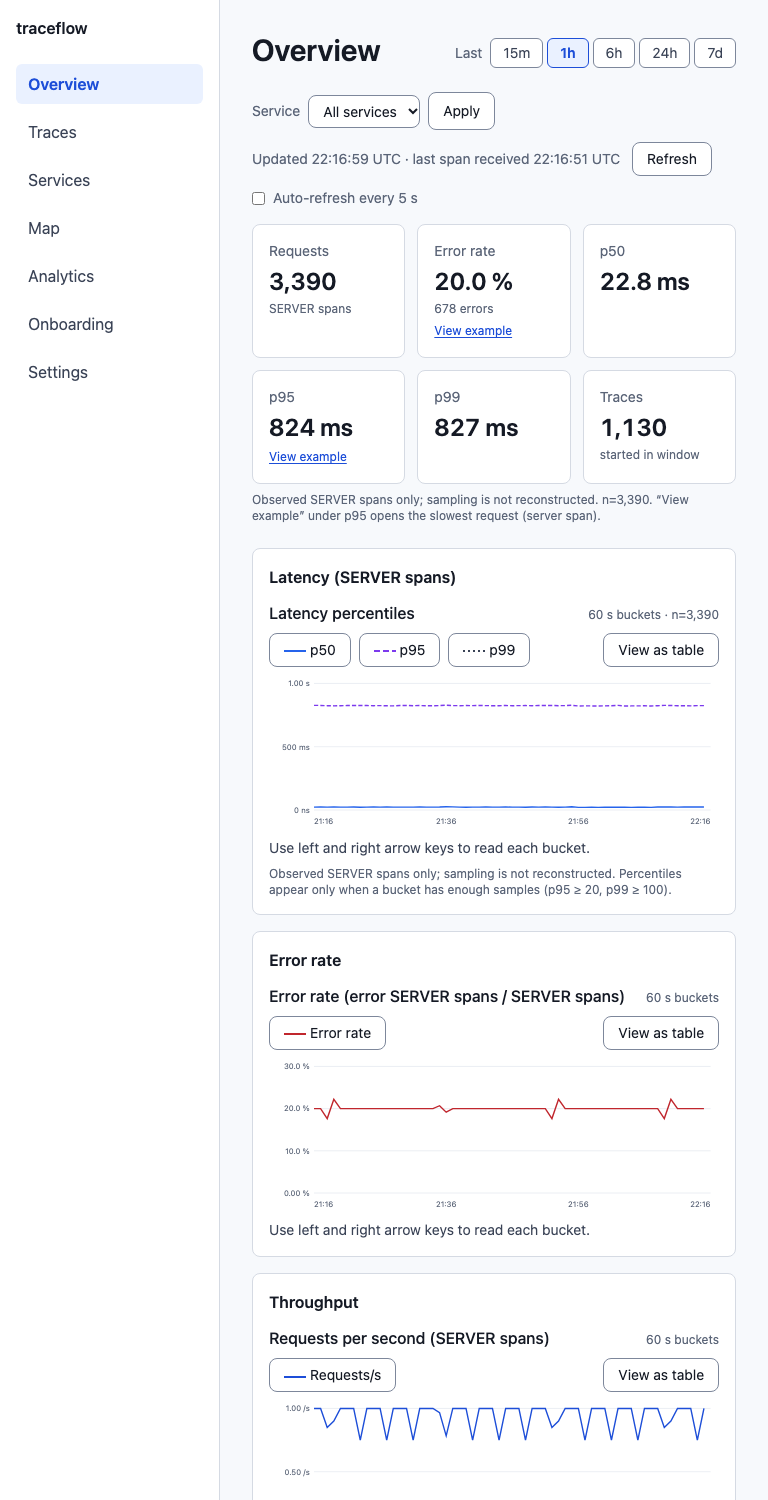 traceflow
Overview
Traces
Services
Map
Analytics
Onboarding
Settings
Overview
Last 15m 1h 6h 24h 7d
Service All services Apply
Updated 22:16:59 UTC · last span received 22:16:51 UTC Refresh
Auto-refresh every 5 s
Requests
3,390
SERVER spans
Error rate
20.0 %
678 errors
View example
p50
22.8 ms
p95
824 ms
View example
p99
827 ms
Traces
1,130
started in window
Observed SERVER spans only; sampling is not reconstructed. n=3,390. “View
example” under p95 opens the slowest request (server span).
Latency (SERVER spans)
Latency percentiles 60 s buckets · n=3,390
p50 p95 p99 View as table
1.00 s
500 ms
0 ns
21:16 21:36 21:56 22:16
Use left and right arrow keys to read each bucket.
Observed SERVER spans only; sampling is not reconstructed. Percentiles
appear only when a bucket has enough samples (p95 ≥ 20, p99 ≥ 100).
Error rate
Error rate (error SERVER spans / SERVER spans) 60 s buckets
Error rate View as table
30.0 %
20.0 %
10.0 %
0.00 %
21:16 21:36 21:56 22:16
Use left and right arrow keys to read each bucket.
Throughput
Requests per second (SERVER spans) 60 s buckets
Requests/s View as table
1.00 /s
0.50 /s